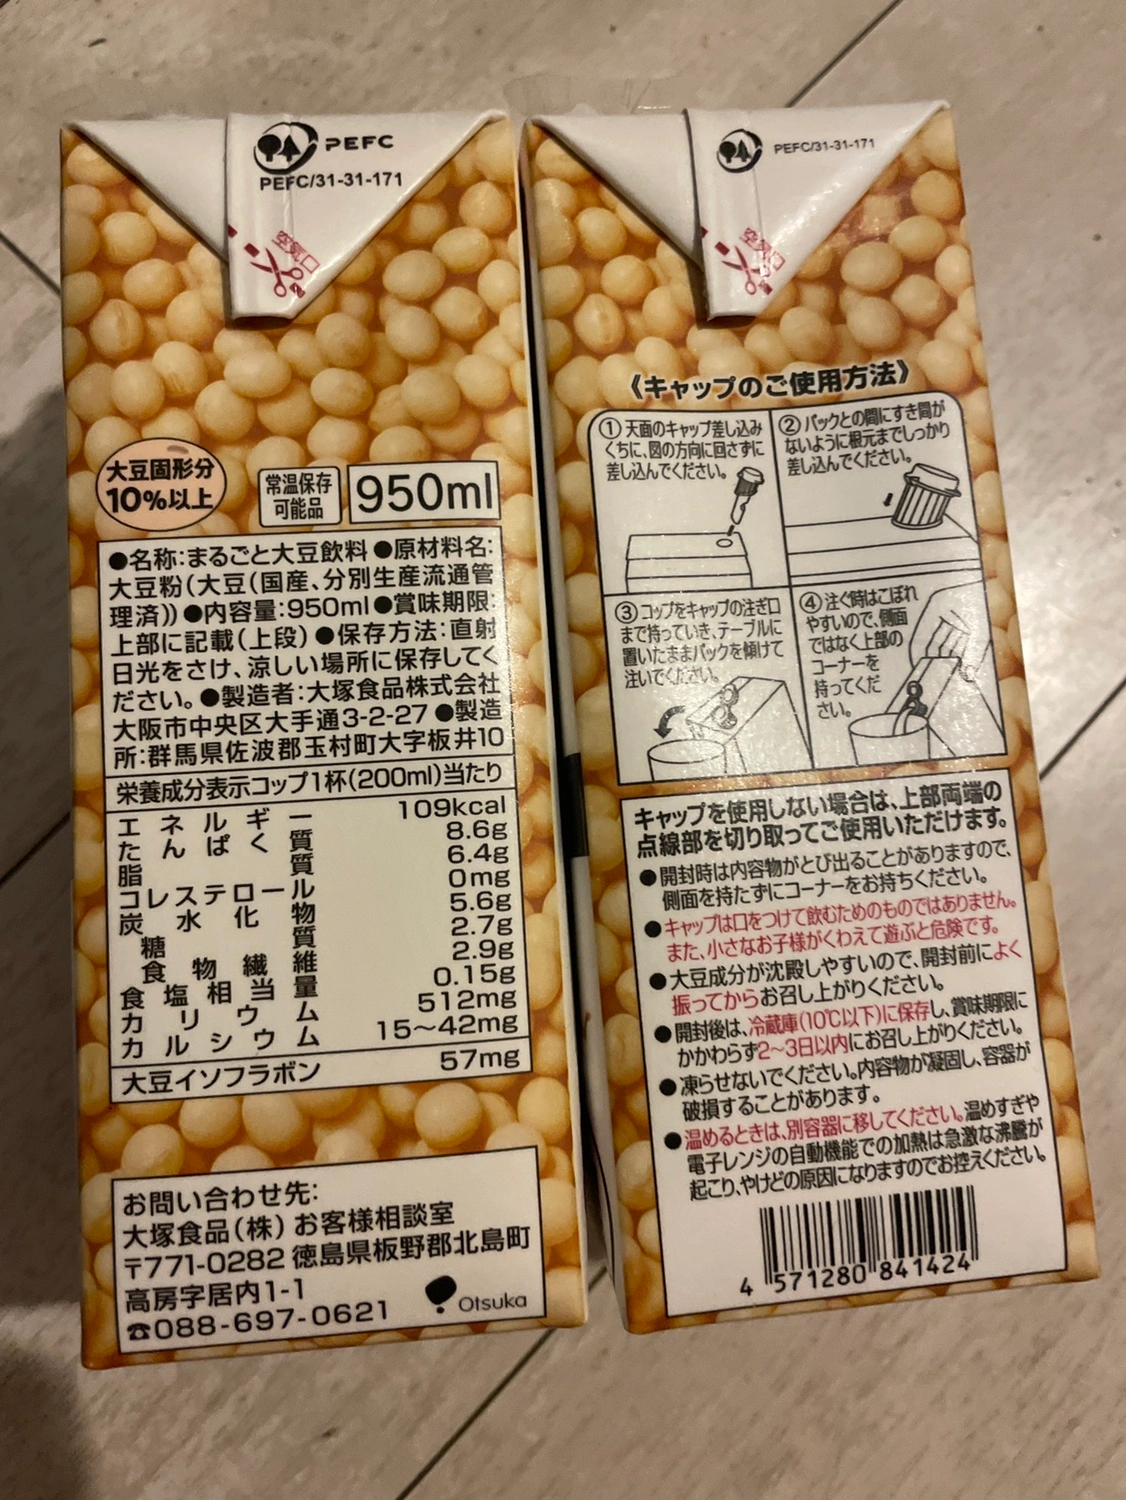 PEFC
PEFC/31-31-171
空気口
大豆固形分
10%以上
常温保存
可能品
950ml
●名称:まるごと大豆飲料 ●原材料名:
大豆粉(大豆(国産、分別生産流通管
理済)) ●内容量:950ml ●賞味期限:
上部に記載(上段) ●保存方法:直射
日光をさけ、涼しい場所に保存してく
ださい。●製造者:大塚食品株式会社
大阪市中央区大手通3-2-27 ●製造
所:群馬県佐波郡玉村町大字板井10
栄養成分表示コップ1杯(200ml)当たり
エネルギー 109kcal
たんぱく質 8.6g
脂質 6.4g
コレステロール 0mg
炭水化物 5.6g
糖質 2.7g
食物繊維 2.9g
食塩相当量 0.15g
カリウム 512mg
カルシウム 15〜42mg
大豆イソフラボン 57mg
お問い合わせ先:
大塚食品(株) お客様相談室
〒771-0282 徳島県板野郡北島町
高房字居内1-1
☎088-697-0621
Otsuka
PEFC/31-31-171
空気口
《キャップのご使用方法》
① 天面のキャップ差し込み
くちに、図の方向に回さずに
差し込んでください。
② パックとの間にすき間が
ないように根元までしっかり
差し込んでください。
③ コップをキャップの注ぎ口
まで持っていき、テーブルに
置いたままパックを傾けて
注いでください。
④ 注ぐ時はこぼれ
やすいので、側面
ではなく上部の
コーナーを
持ってくだ
さい。
キャップを使用しない場合は、上部両端の
点線部を切り取ってご使用いただけます。
●開封時は内容物がとび出ることがありますので、
側面を持たずにコーナーをお持ちください。
●キャップは口をつけて飲むためのものではありません。
また、小さなお子様がくわえて遊ぶと危険です。
●大豆成分が沈殿しやすいので、開封前によく
振ってからお召し上がりください。
●開封後は、冷蔵庫(10℃以下)に保存し、賞味期限に
かかわらず2〜3日以内にお召し上がりください。
●凍らせないでください。内容物が凝固し、容器が
破損することがあります。
●温めるときは、別容器に移してください。温めすぎや
電子レンジの自動機能での加熱は急激な沸騰が
起こり、やけどの原因になりますのでお控えください。
4 571280 841424